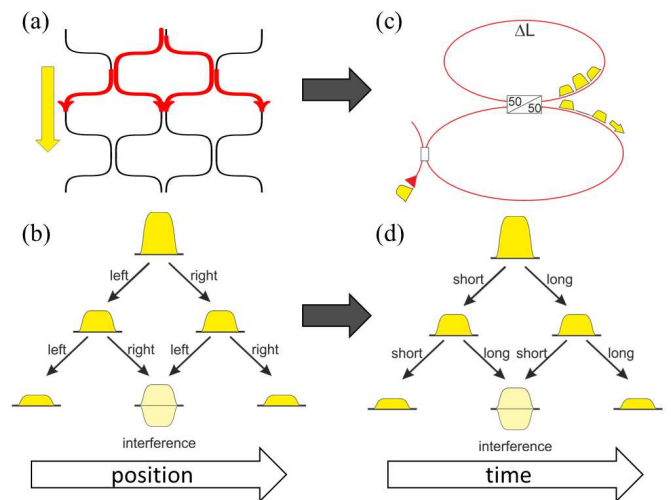 (a)
(c)
ΔL
50
50
(b)
(d)
left
right
short
long
left
right
left
right
short
long
short
long
interference
interference
position
time